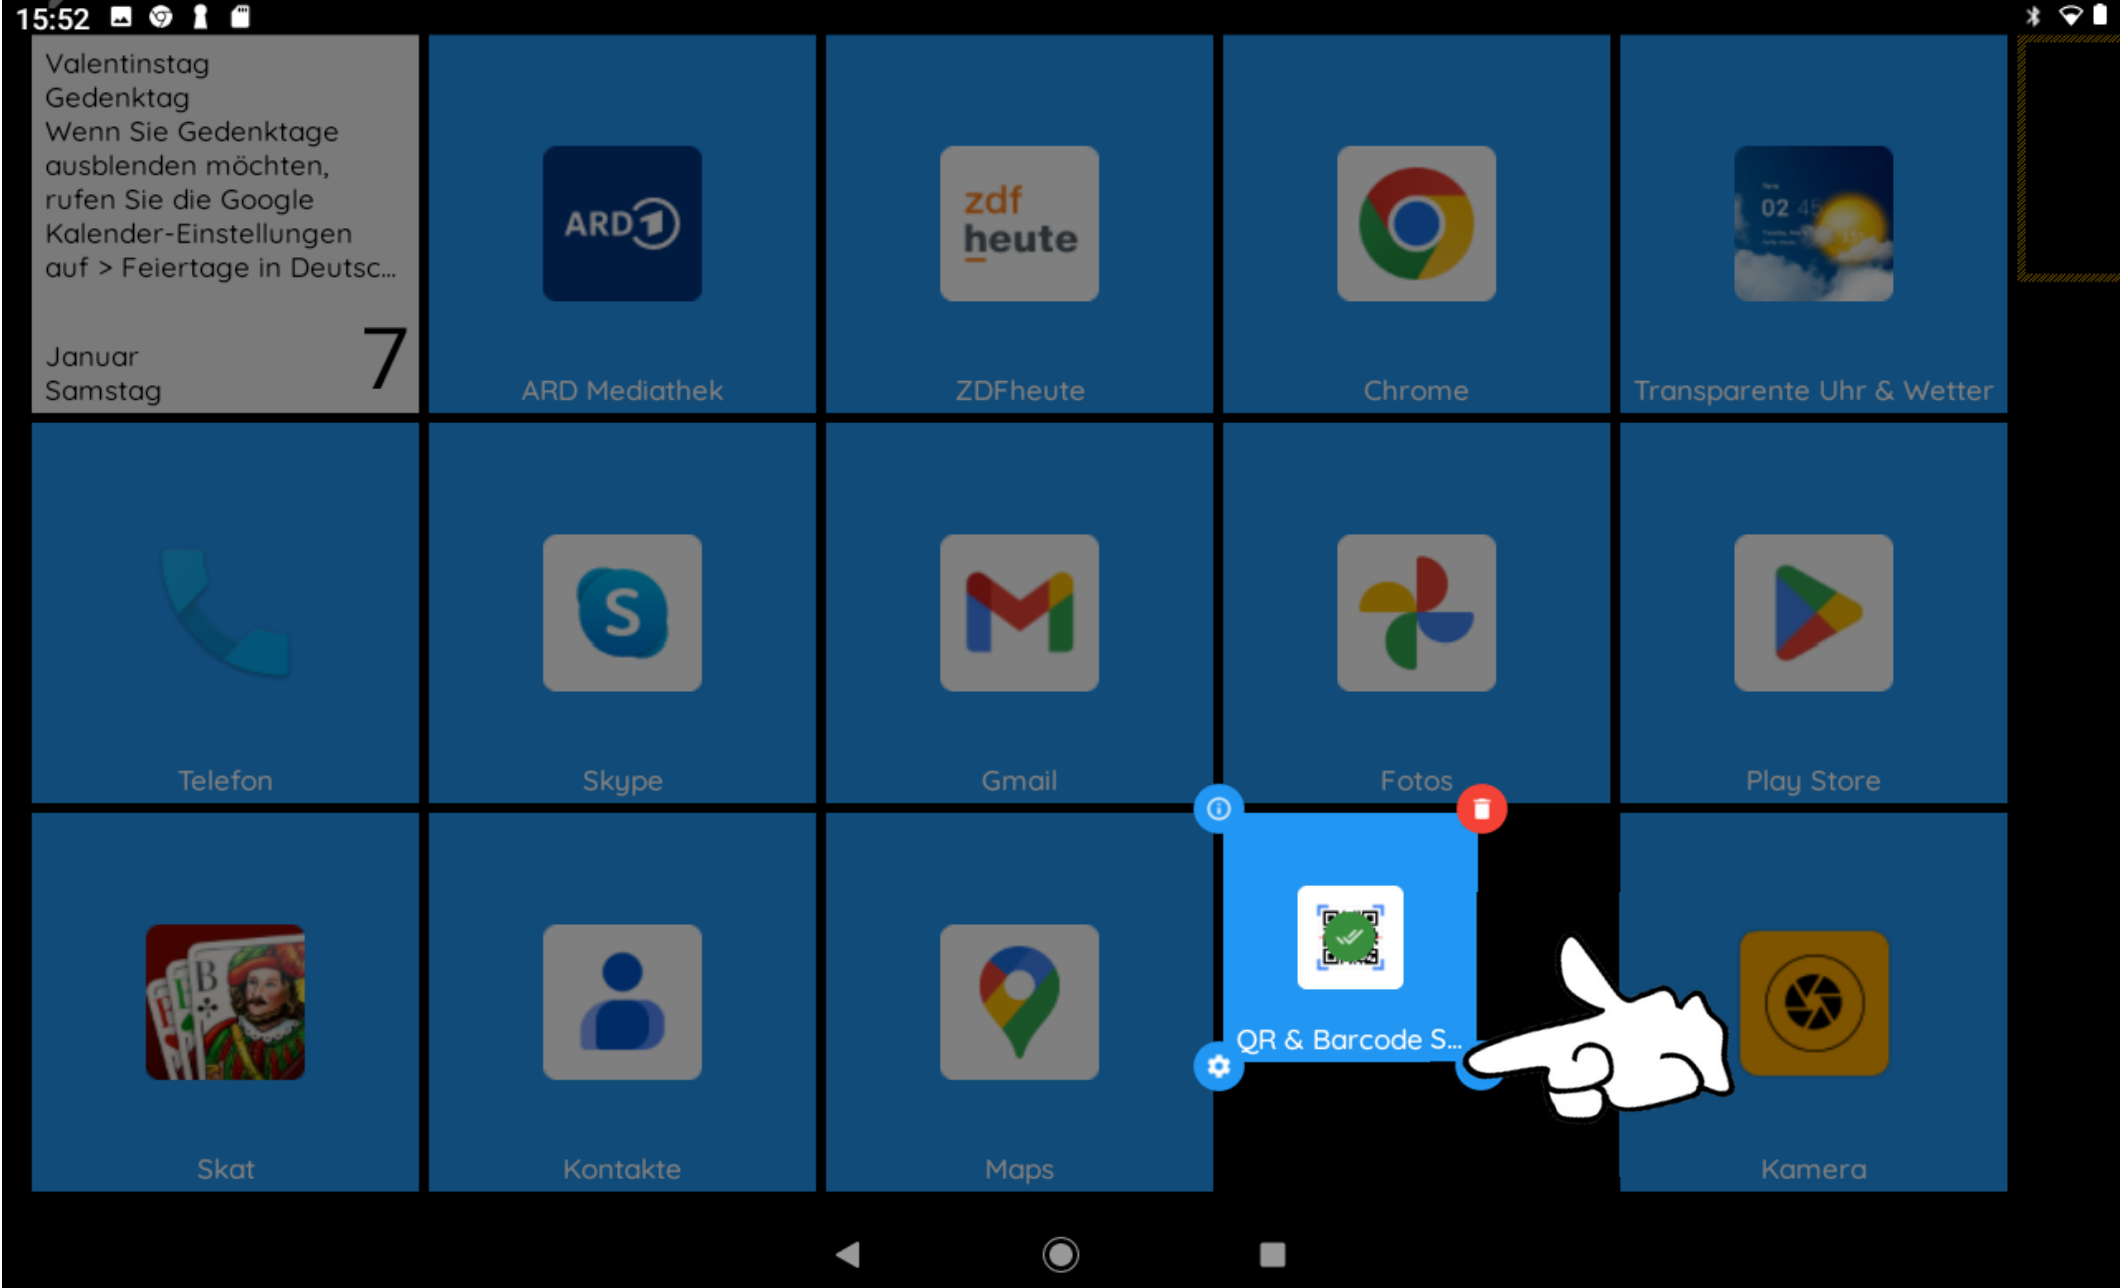 15:52
Valentinstag
Gedenktag
Wenn Sie Gedenktage
ausblenden möchten,
rufen Sie die Google
Kalender-Einstellungen
auf > Feiertage in Deutsc...
Januar
Samstag
7
ARD1
ARD Mediathek
zdf
heute
ZDFheute
Chrome
02:45
Transparente Uhr & Wetter
Telefon
S
Skype
Gmail
Fotos
Play Store
B
Skat
Kontakte
Maps
QR & Barcode S...
Kamera